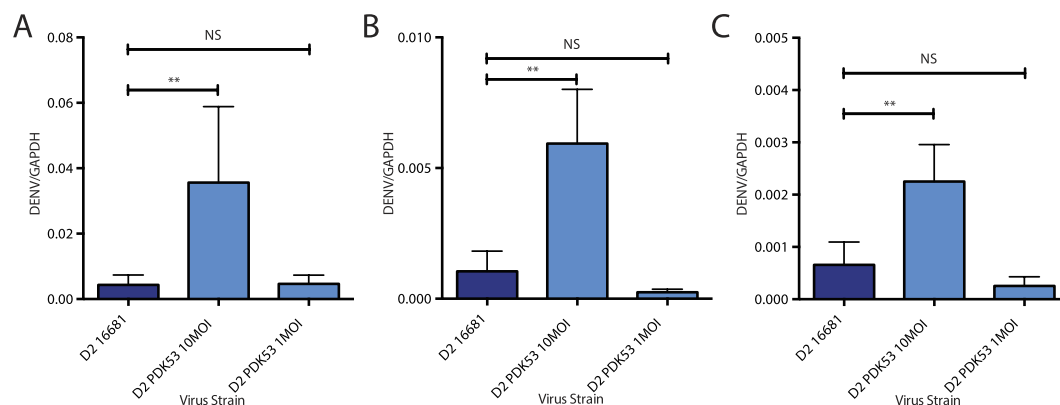 A
DENV/GAPDH
0.08
0.06
0.04
0.02
0.00
NS
**
D2 16681
D2 PDK53 10MOI
D2 PDK53 1MOI
Virus Strain
B
DENV/GAPDH
0.010
0.005
0.000
NS
**
D2 16681
D2 PDK53 10MOI
D2 PDK53 1MOI
Virus Strain
C
DENV/GAPDH
0.005
0.004
0.003
0.002
0.001
0.000
NS
**
D2 16681
D2 PDK53 10MOI
D2 PDK53 1MOI
Virus Strain